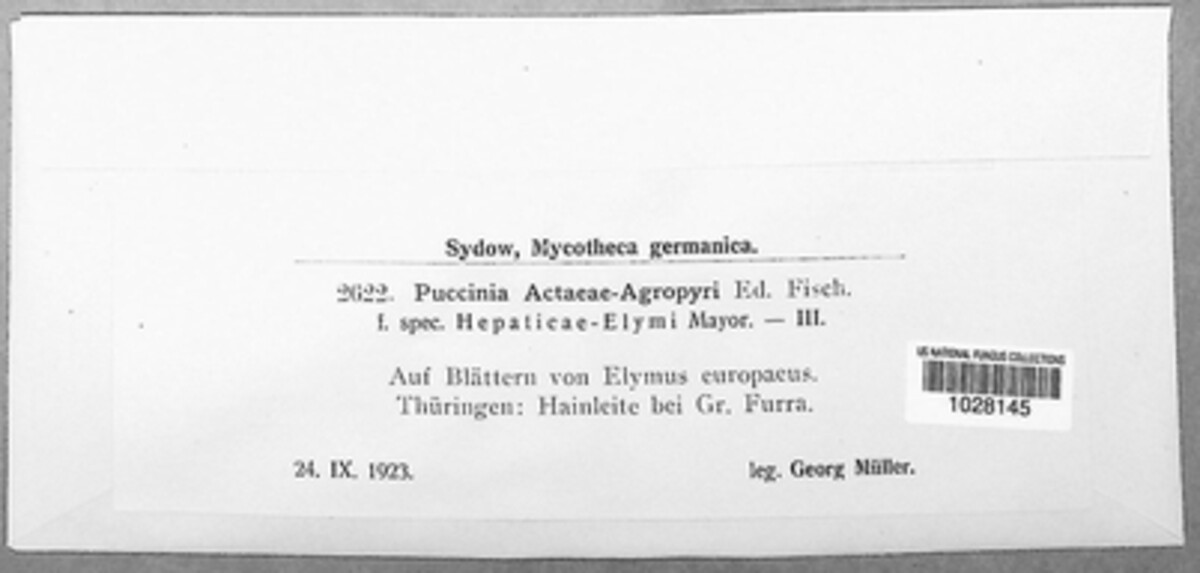 Sydow, Mycotheca germanica.
2622. Puccinia Actaeae-Agropyri Ed. Fisch.
f. spec. Hepaticae-Elymi Mayor. — III.
Auf Blättern von Elymus europaeus.
Thüringen: Hainleite bei Gr. Furra.
US NATIONAL FUNGUS COLLECTIONS
1028145
24. IX. 1923.
leg. Georg Müller.